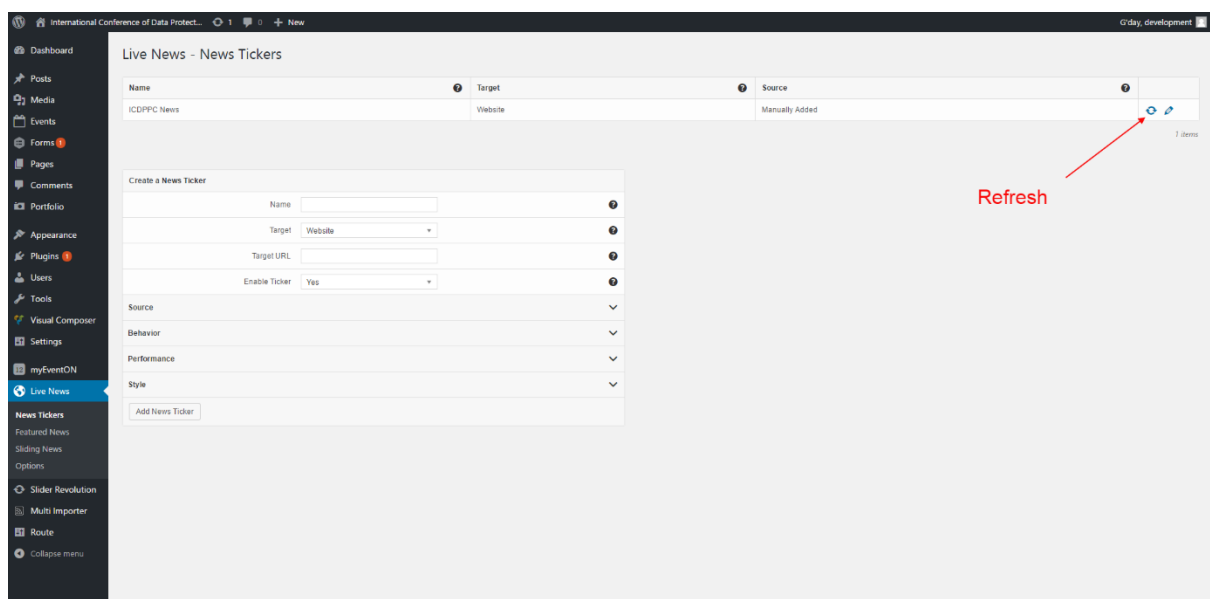 International Conference of Data Protect... 1 0 + New G'day, development
Dashboard
Posts
Media
Events
Forms 1
Pages
Comments
Portfolio
Appearance
Plugins 1
Users
Tools
Visual Composer
Settings
myEventON
Live News
News Tickers
Featured News
Sliding News
Options
Slider Revolution
Multi Importer
Route
Collapse menu
Live News - News Tickers
Name Target Source
ICDPPC News Website Manually Added
1 items
Refresh
Create a News Ticker
Name
Target Website
Target URL
Enable Ticker Yes
Source
Behavior
Performance
Style
Add News Ticker